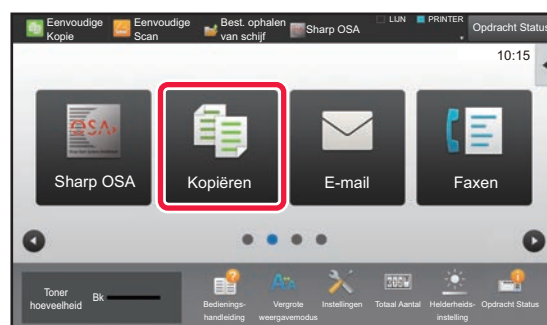 Eenvoudige
Kopie
Eenvoudige
Scan
Best. ophalen
van schijf
Sharp OSA
LIJN
PRINTER
Opdracht Status
10:15
OSA
Sharp OSA
Kopiëren
E-mail
Faxen
Toner
hoeveelheid
Bk
Bedienings-
handleiding
Vergrote
weergavemodus
Instellingen
Totaal Aantal
Helderheids-
instelling
Opdracht Status